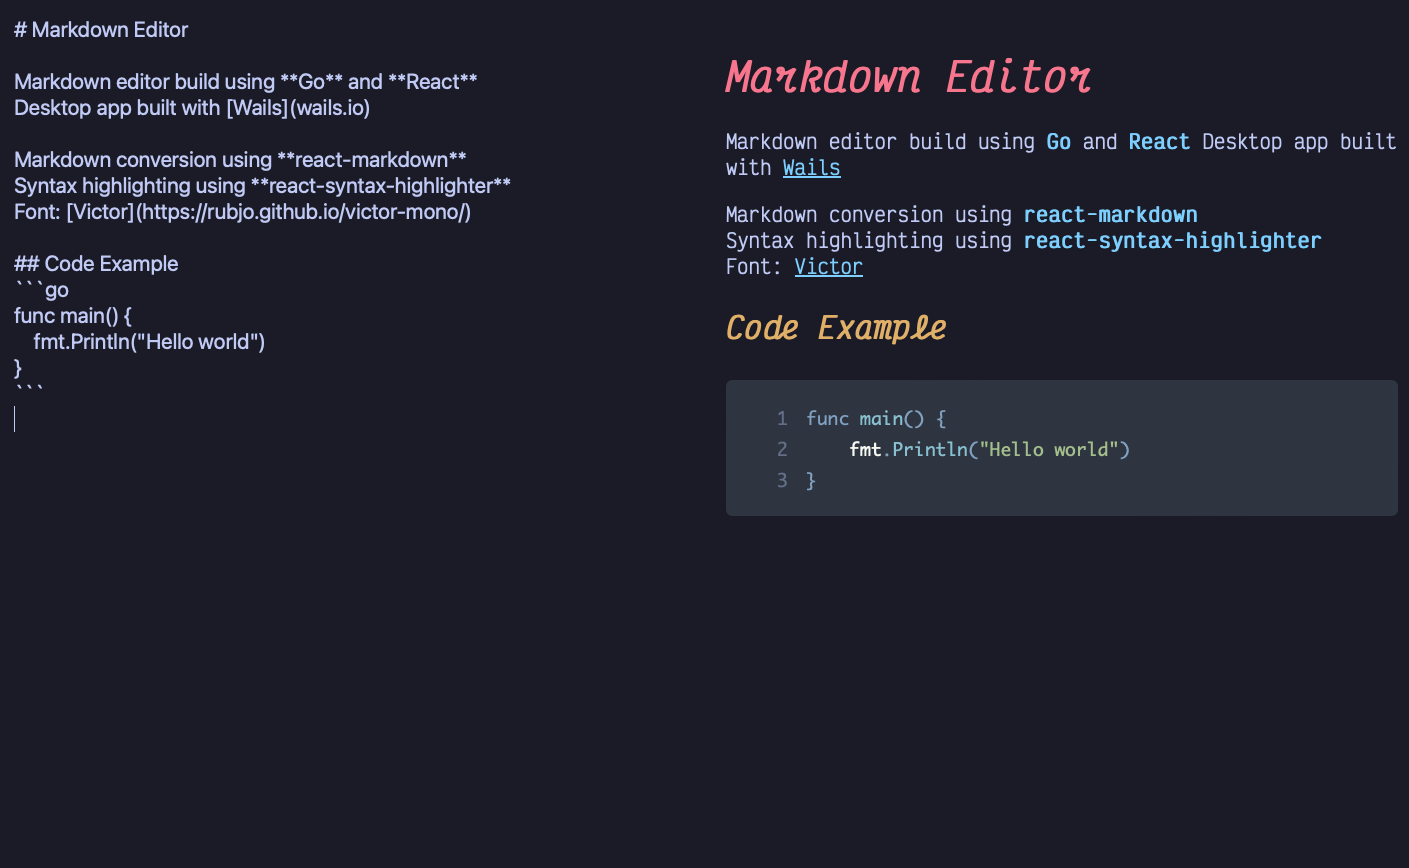 # Markdown Editor
Markdown editor build using **Go** and **React**
Desktop app built with [Wails](wails.io)
Markdown conversion using **react-markdown**
Syntax highlighting using **react-syntax-highlighter**
Font: [Victor](https://rubjo.github.io/victor-mono/)
## Code Example
```go
func main() {
    fmt.Println("Hello world")
}
```
Markdown Editor
Markdown editor build using Go and React Desktop app built
with Wails
Markdown conversion using react-markdown
Syntax highlighting using react-syntax-highlighter
Font: Victor
Code Example
1 func main() {
2     fmt.Println("Hello world")
3 }